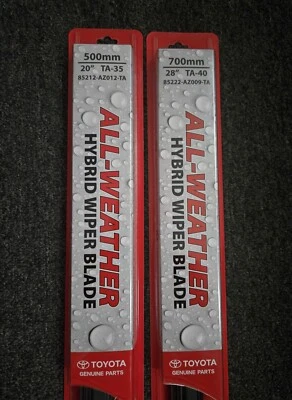 500mm
20" TA-35
85212-AZ012-TA
ALL-WEATHER
HYBRID WIPER BLADE
TOYOTA
GENUINE PARTS
700mm
28" TA-40
85222-AZ009-TA
ALL-WEATHER
HYBRID WIPER BLADE
TOYOTA
GENUINE PARTS